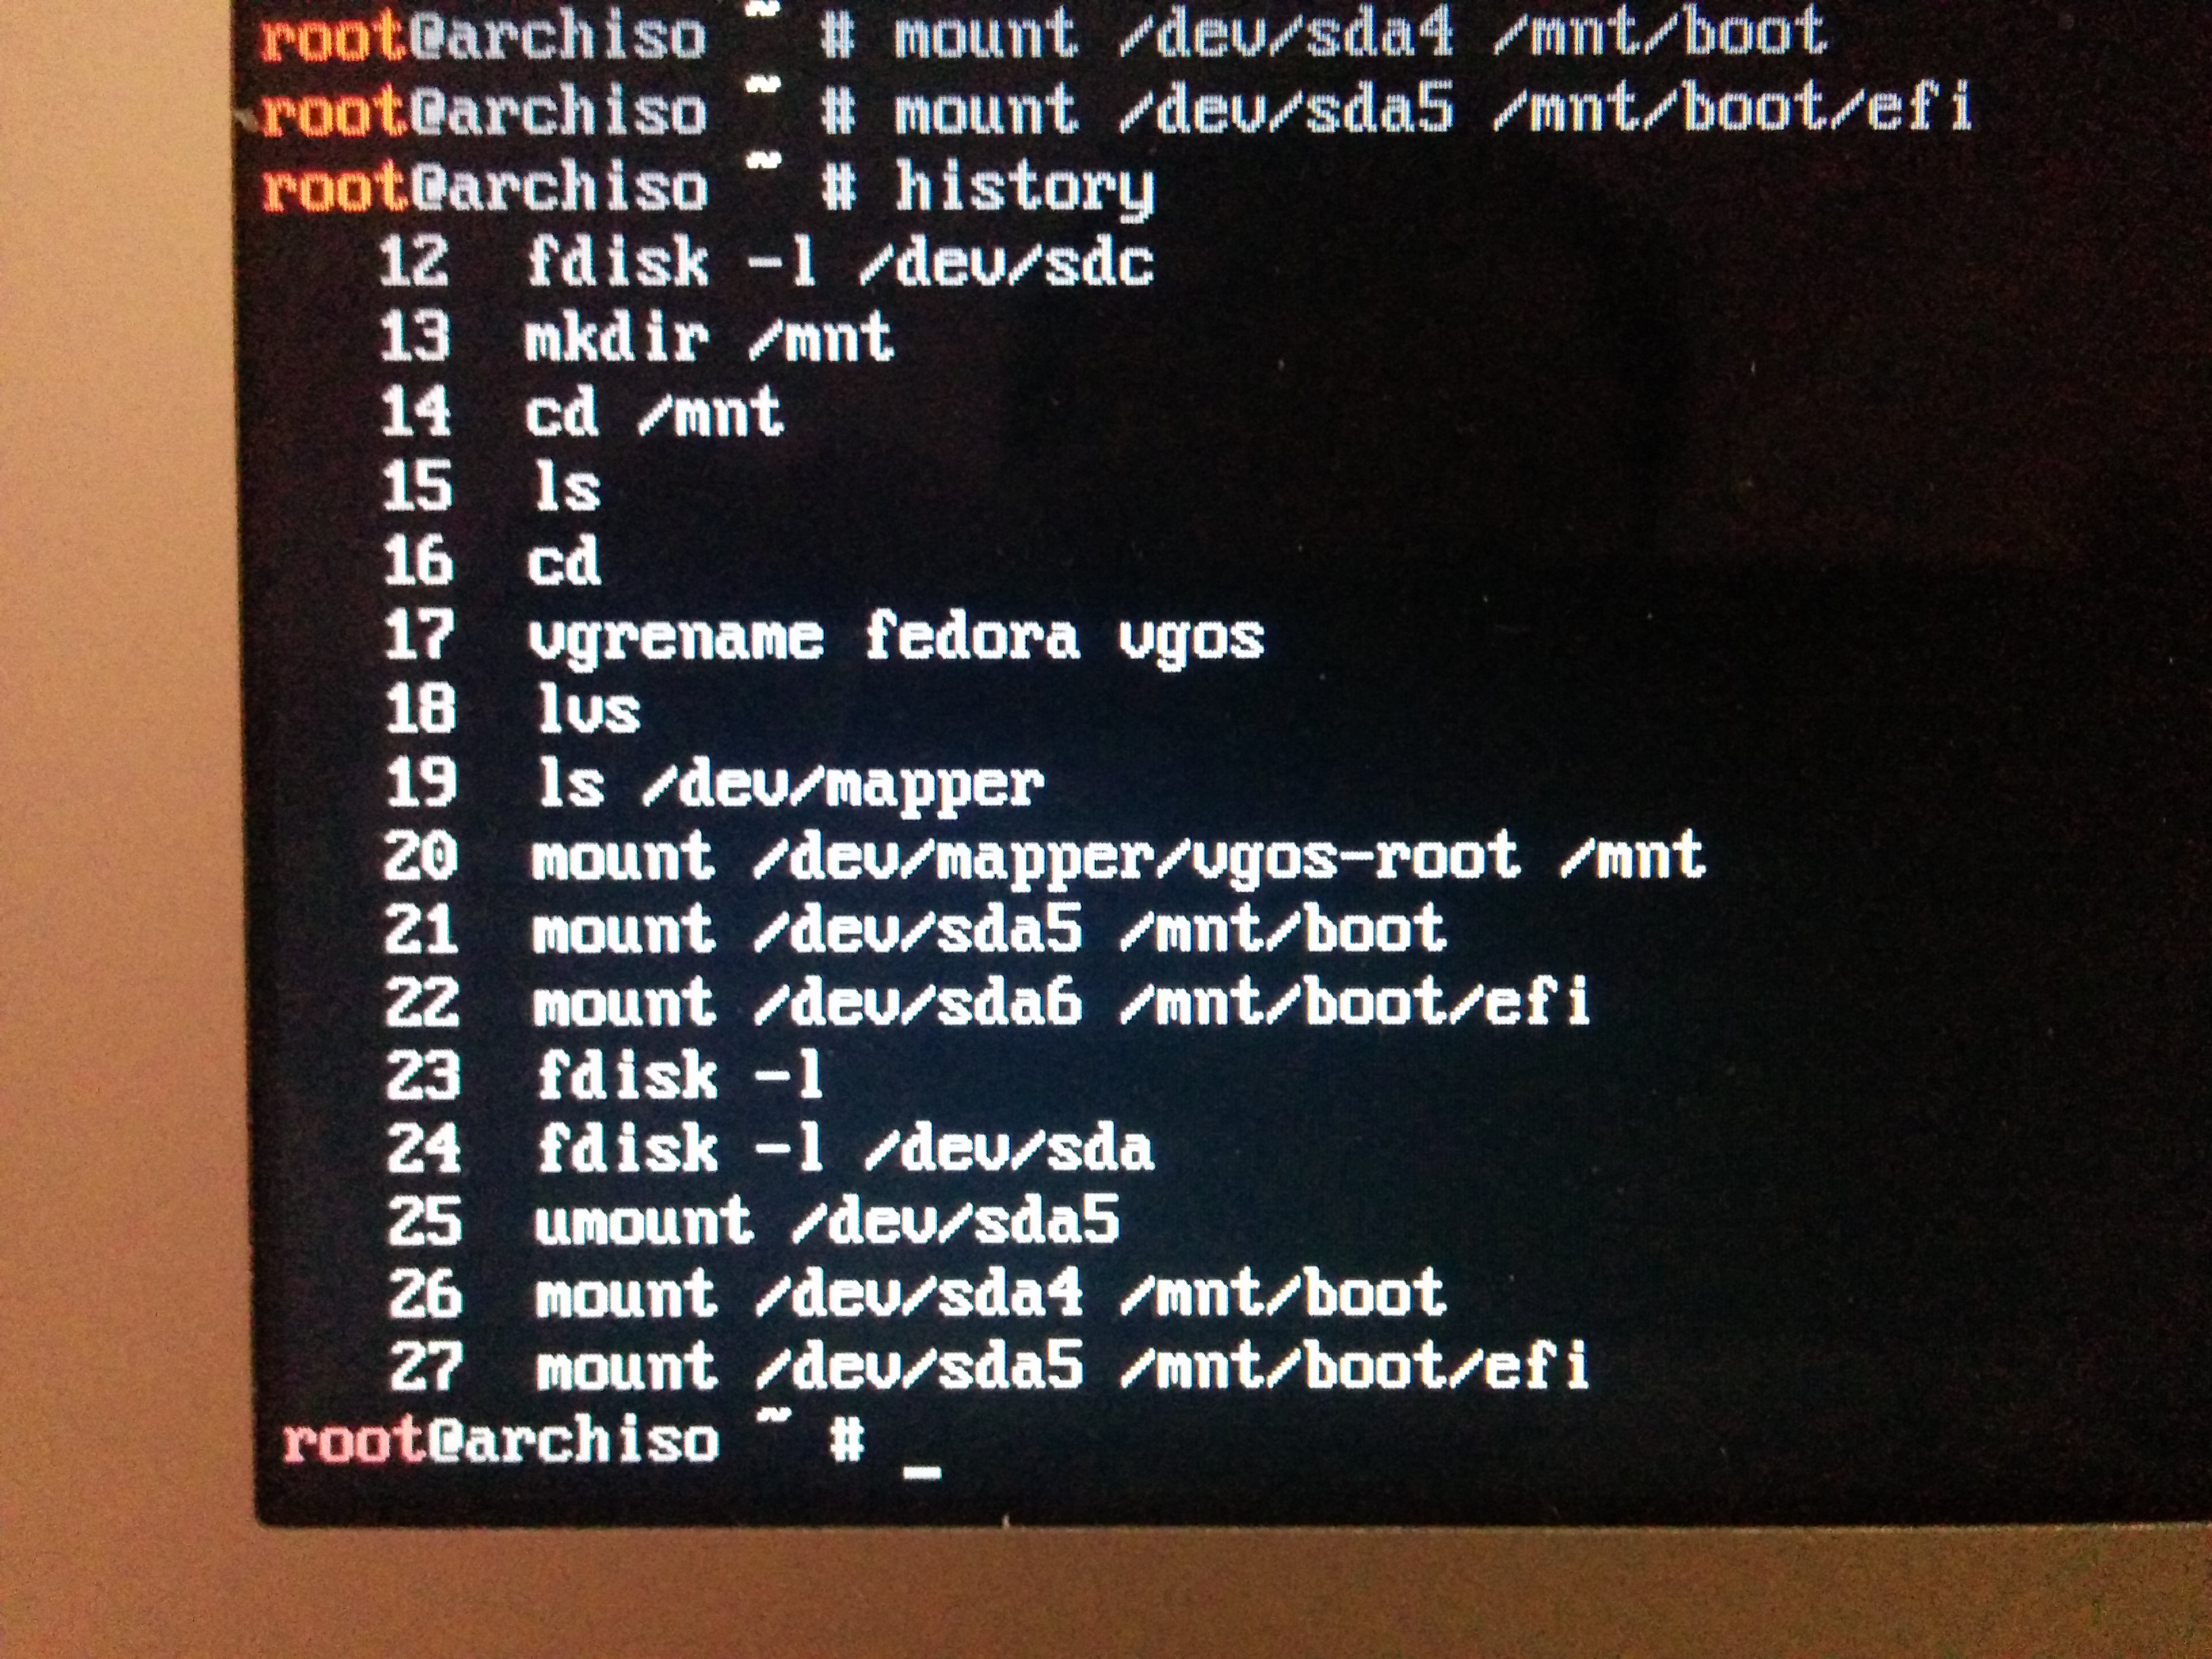 root@archiso ~ # mount /dev/sda4 /mnt/boot
root@archiso ~ # mount /dev/sda5 /mnt/boot/efi
root@archiso ~ # history
12 fdisk -l /dev/sdc
13 mkdir /mnt
14 cd /mnt
15 ls
16 cd
17 vgrename fedora vgos
18 lvs
19 ls /dev/mapper
20 mount /dev/mapper/vgos-root /mnt
21 mount /dev/sda5 /mnt/boot
22 mount /dev/sda6 /mnt/boot/efi
23 fdisk -l
24 fdisk -l /dev/sda
25 umount /dev/sda5
26 mount /dev/sda4 /mnt/boot
27 mount /dev/sda5 /mnt/boot/efi
root@archiso ~ # _